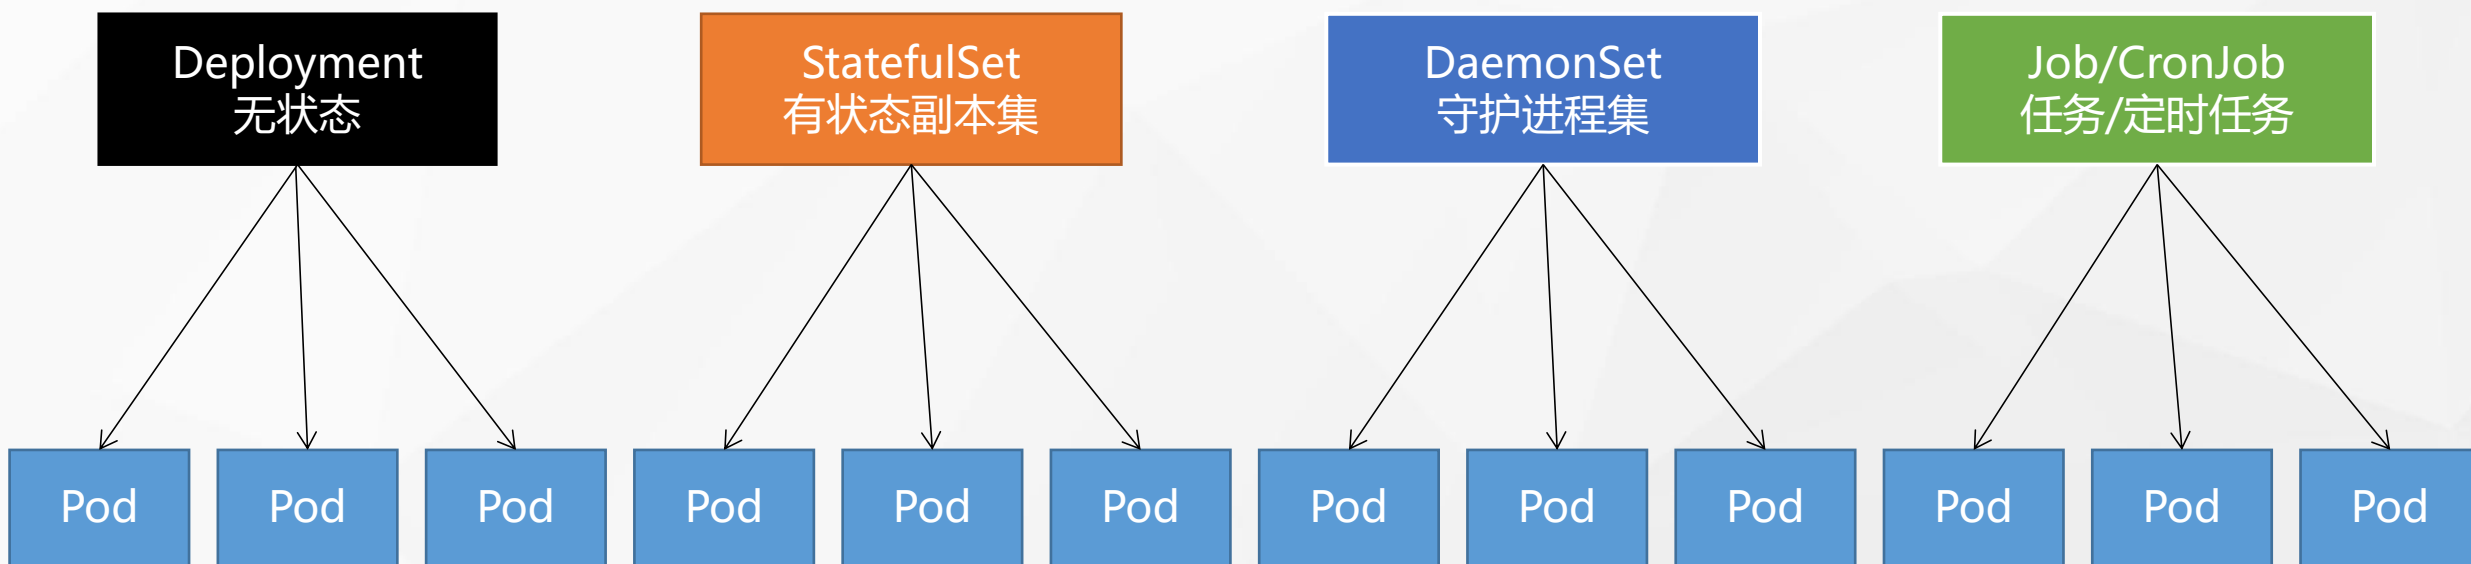 Deployment
无状态
StatefulSet
有状态副本集
DaemonSet
守护进程集
Job/CronJob
任务/定时任务
Pod
Pod
Pod
Pod
Pod
Pod
Pod
Pod
Pod
Pod
Pod
Pod